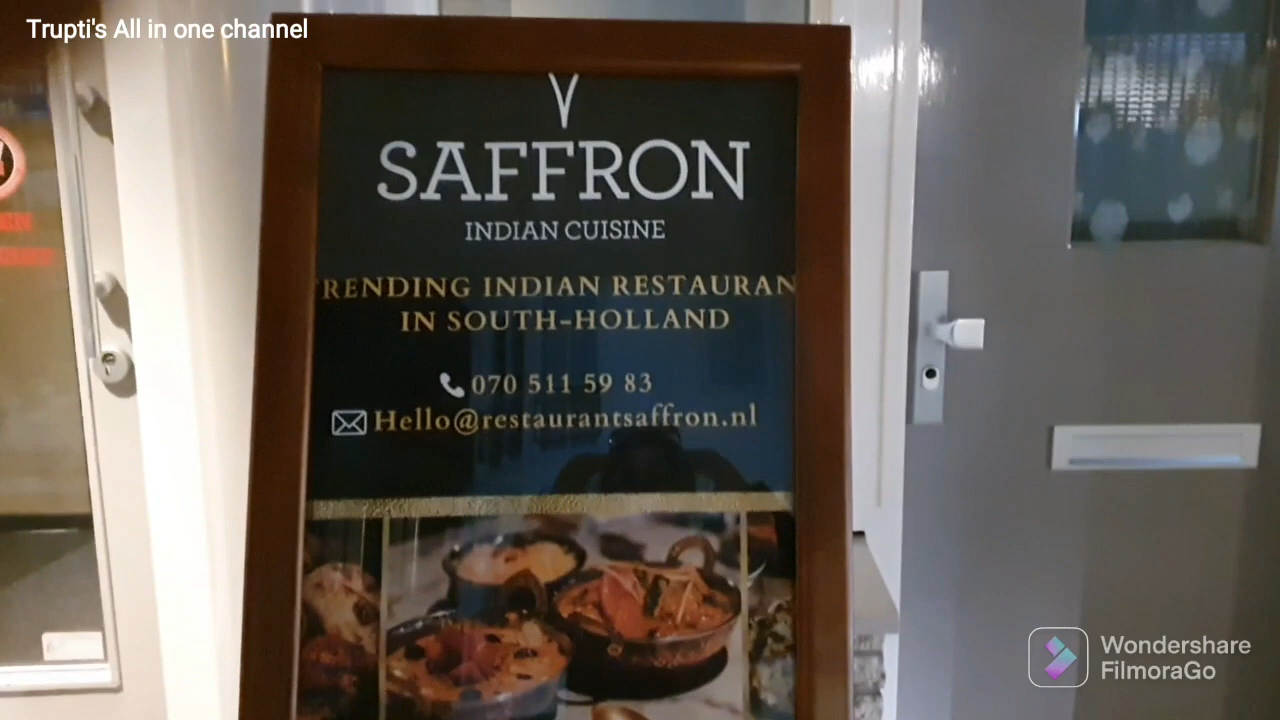 Trupti's All in one channel
SAFFRON
INDIAN CUISINE
TRENDING INDIAN RESTAURAN
IN SOUTH-HOLLAND
070 511 59 83
Hello@restaurantsaffron.nl
Wondershare
FilmoraGo